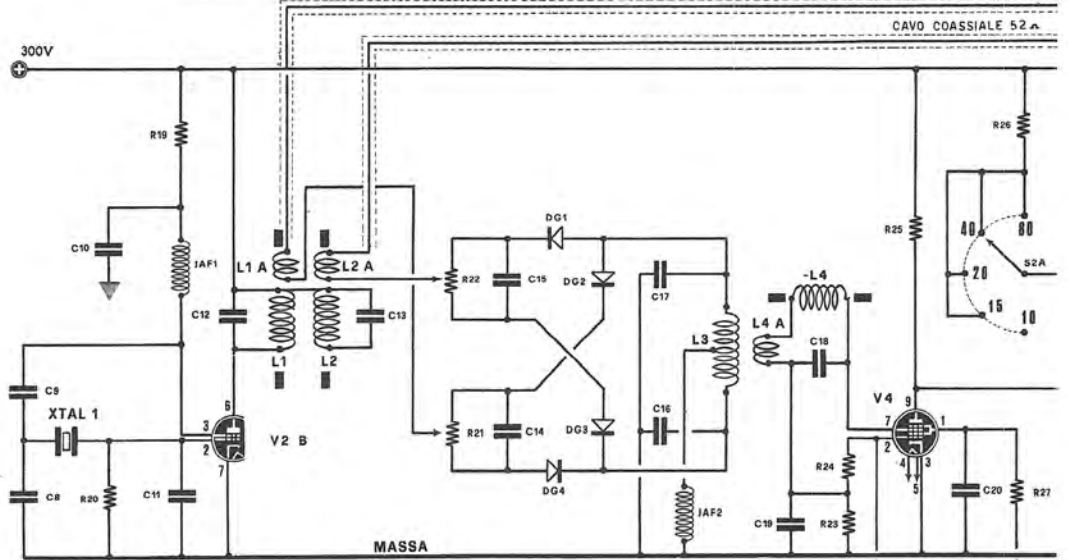 CAVO COASSIALE 52Ω
300V
R19
R26
C10
JAF1
L1 A
L2 A
DG1
R22
C15
DG2
C17
R25
40
80
S2A
20
15
10
-L4
C12
C13
L1
L2
L3
L4 A
C18
C9
XTAL 1
6
3
2
7
V2 B
R21
C14
C16
DG3
DG4
V4
9
7
2
1
4
5
3
C8
R20
C11
JAF2
R24
C19
R23
C20
R27
MASSA